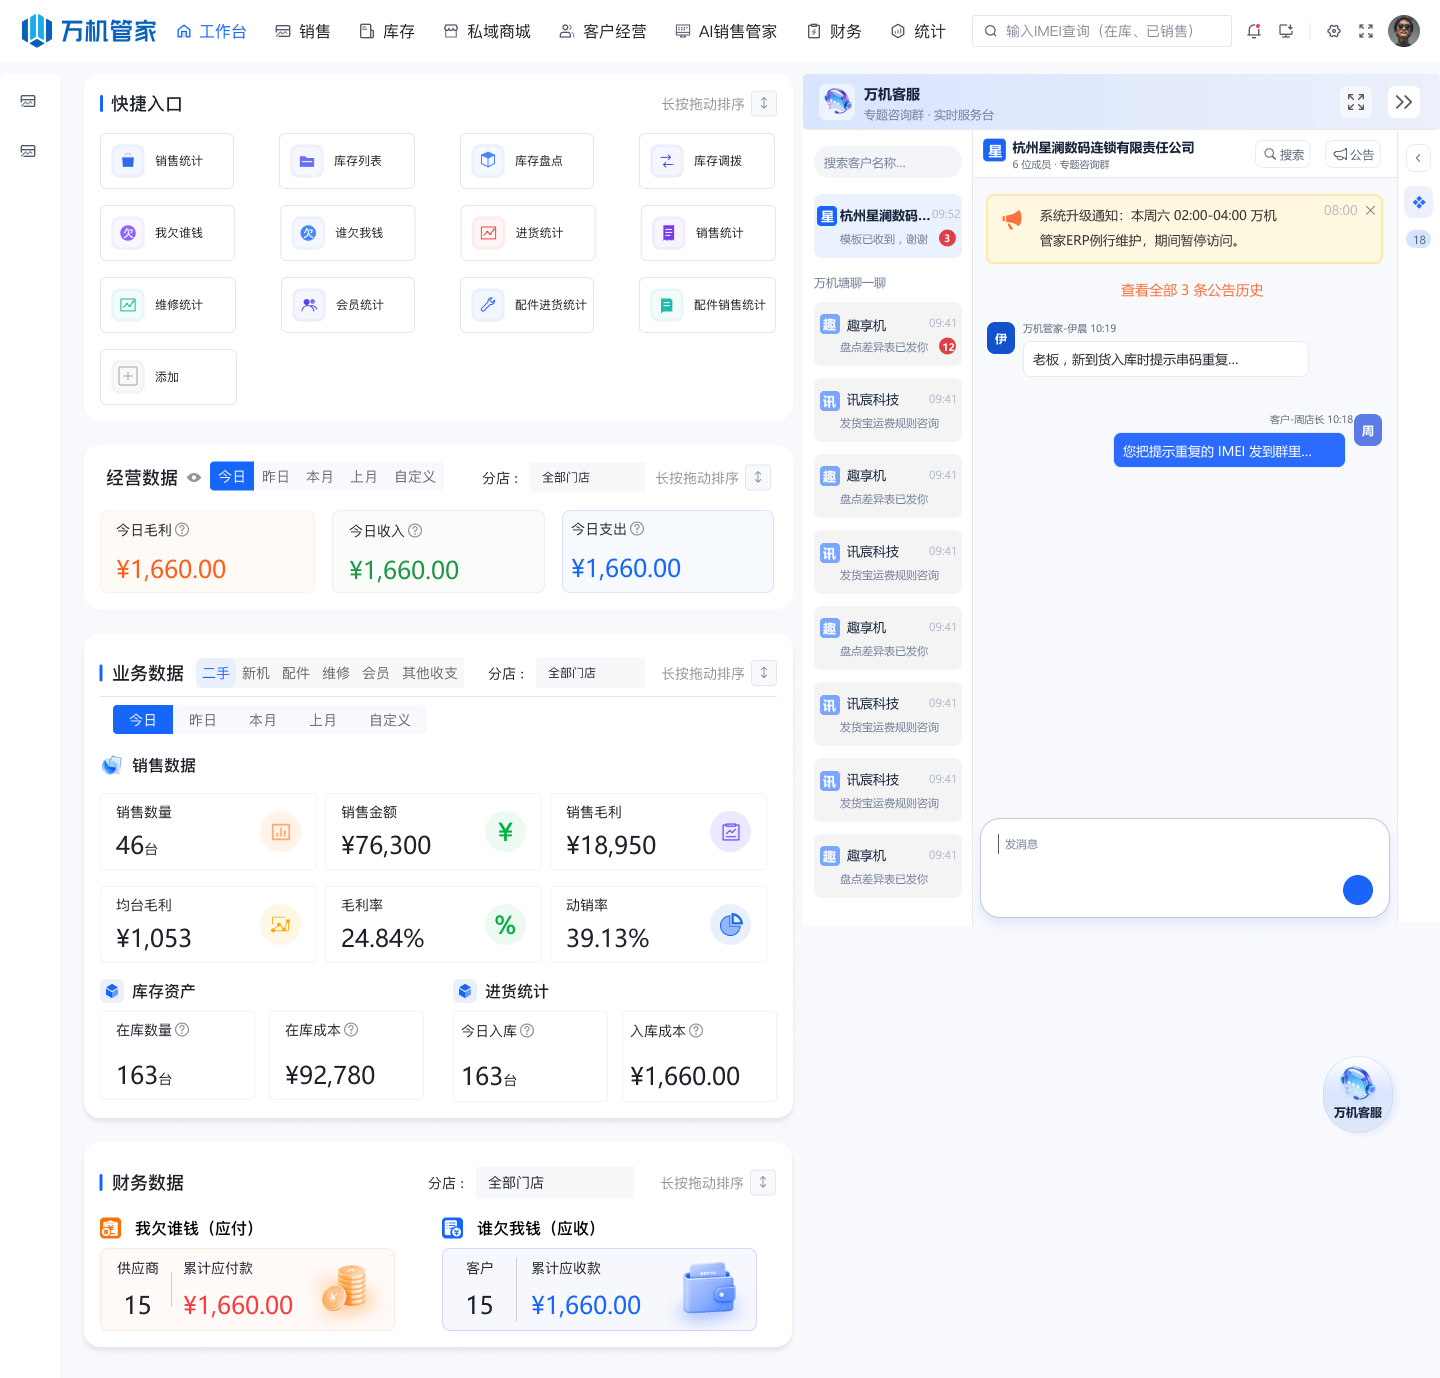 万机管家
工作台
销售
库存
私域商城
客户经营
AI销售管家
财务
统计
输入IMEI查询（在库、已销售）
快捷入口
长按拖动排序
销售统计
库存列表
库存盘点
库存调拨
欠 我欠谁钱
欠 谁欠我钱
进货统计
销售统计
维修统计
会员统计
配件进货统计
配件销售统计
添加
经营数据
今日 昨日 本月 上月 自定义
分店： 全部门店
长按拖动排序
今日毛利
¥1,660.00
今日收入
¥1,660.00
今日支出
¥1,660.00
业务数据
二手 新机 配件 维修 会员 其他收支
分店： 全部门店
长按拖动排序
今日 昨日 本月 上月 自定义
销售数据
销售数量
46台
销售金额
¥76,300
¥
销售毛利
¥18,950
均台毛利
¥1,053
毛利率
24.84%
%
动销率
39.13%
库存资产
在库数量
163台
在库成本
¥92,780
进货统计
今日入库
163台
入库成本
¥1,660.00
财务数据
分店： 全部门店
长按拖动排序
我欠谁钱（应付）
供应商
15
累计应付款
¥1,660.00
谁欠我钱（应收）
客户
15
累计应收款
¥1,660.00
万机客服
专题咨询群 · 实时服务台
搜索客户名称...
星 杭州星澜数码... 09:52
模板已收到，谢谢 3
万机塘聊一聊
趣 趣享机 09:41
盘点差异表已发你 12
讯 讯宸科技 09:41
发货宝运费规则咨询
趣 趣享机 09:41
盘点差异表已发你
讯 讯宸科技 09:41
发货宝运费规则咨询
趣 趣享机 09:41
盘点差异表已发你
讯 讯宸科技 09:41
发货宝运费规则咨询
讯 讯宸科技 09:41
发货宝运费规则咨询
趣 趣享机 09:41
盘点差异表已发你
星 杭州星澜数码连锁有限责任公司
6 位成员 · 专题咨询群
搜索
公告
18
系统升级通知：本周六 02:00-04:00 万机
管家ERP例行维护，期间暂停访问。
08:00
查看全部 3 条公告历史
伊 万机管家-伊晨 10:19
老板，新到货入库时提示串码重复...
客户-周店长 10:18
周
您把提示重复的 IMEI 发到群里...
发消息
万机客服